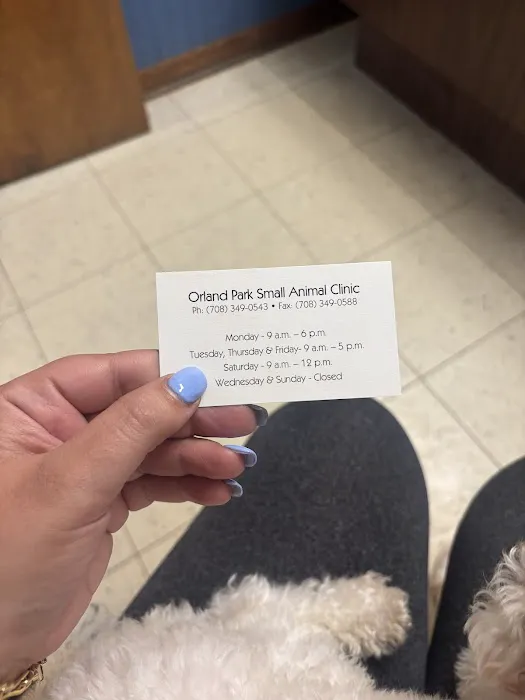 Orland Park Small Animal Clinic
Ph: (708) 349-0543 • Fax: (708) 349-0588
Monday - 9 a.m. – 6 p.m.
Tuesday, Thursday & Friday- 9 a.m. – 5 p.m.
Saturday - 9 a.m. – 12 p.m.
Wednesday & Sunday - Closed